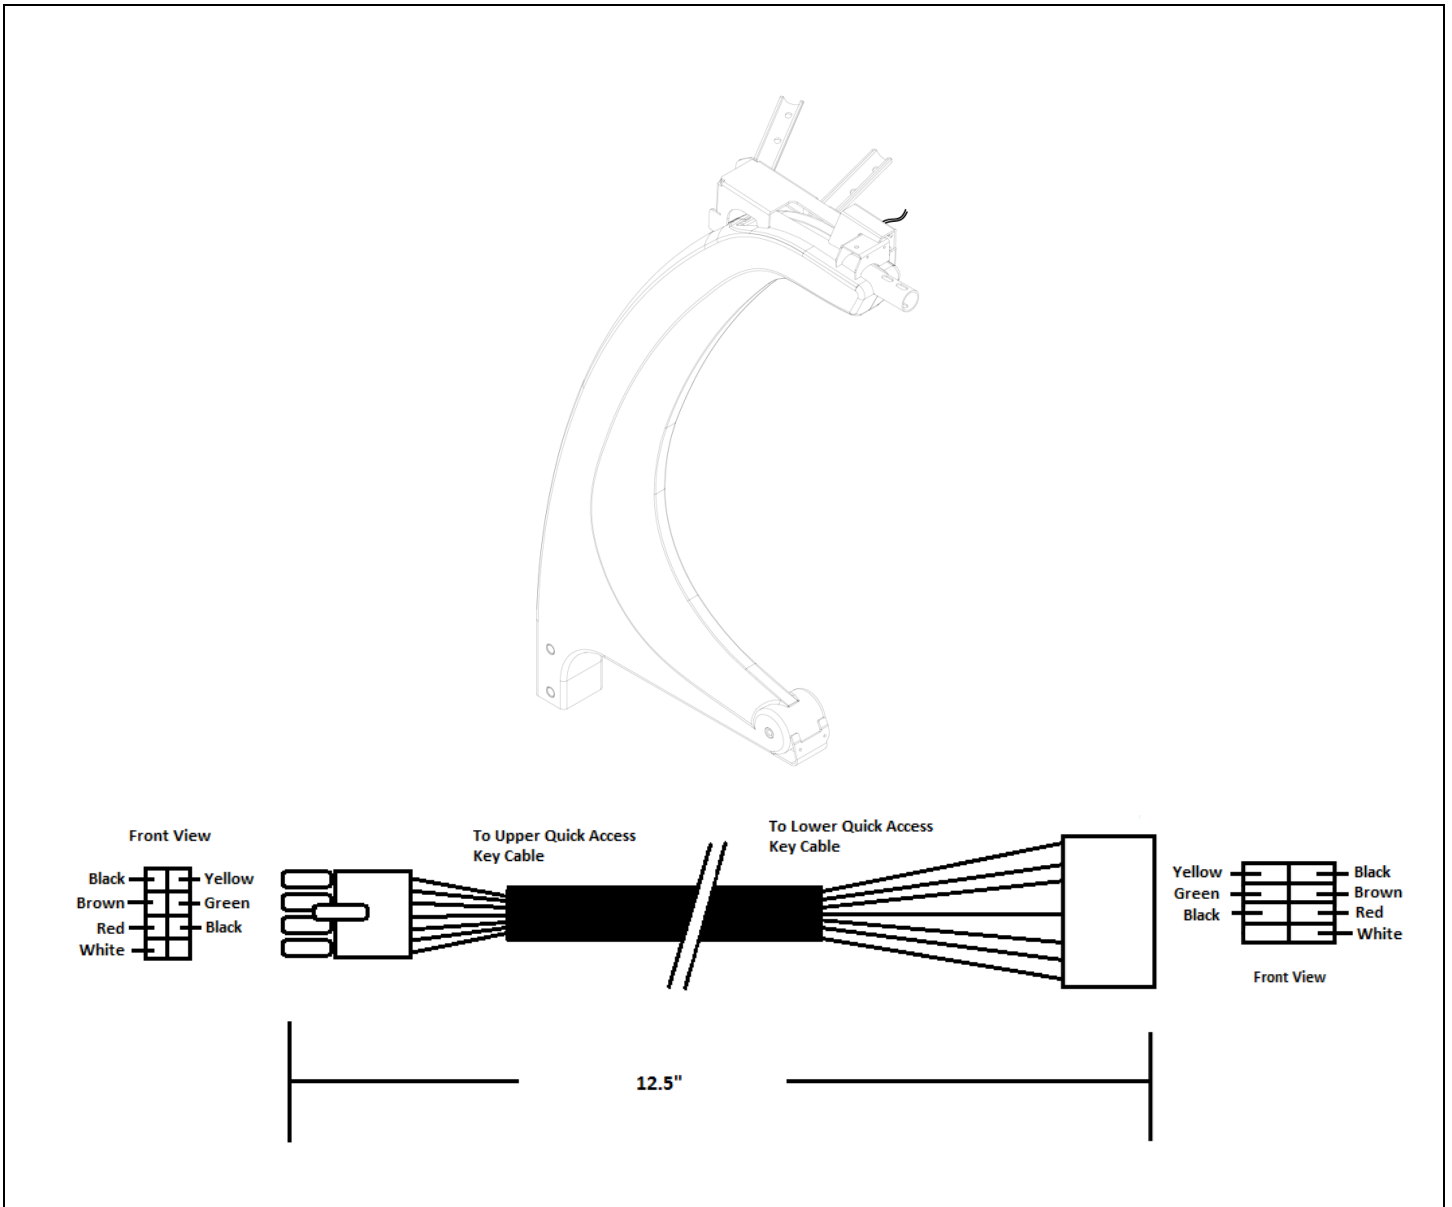 Front View
Black
Yellow
Brown
Green
Red
Black
White
To Upper Quick Access
Key Cable
To Lower Quick Access
Key Cable
Yellow
Black
Green
Brown
Black
Red
White
Front View
12.5"